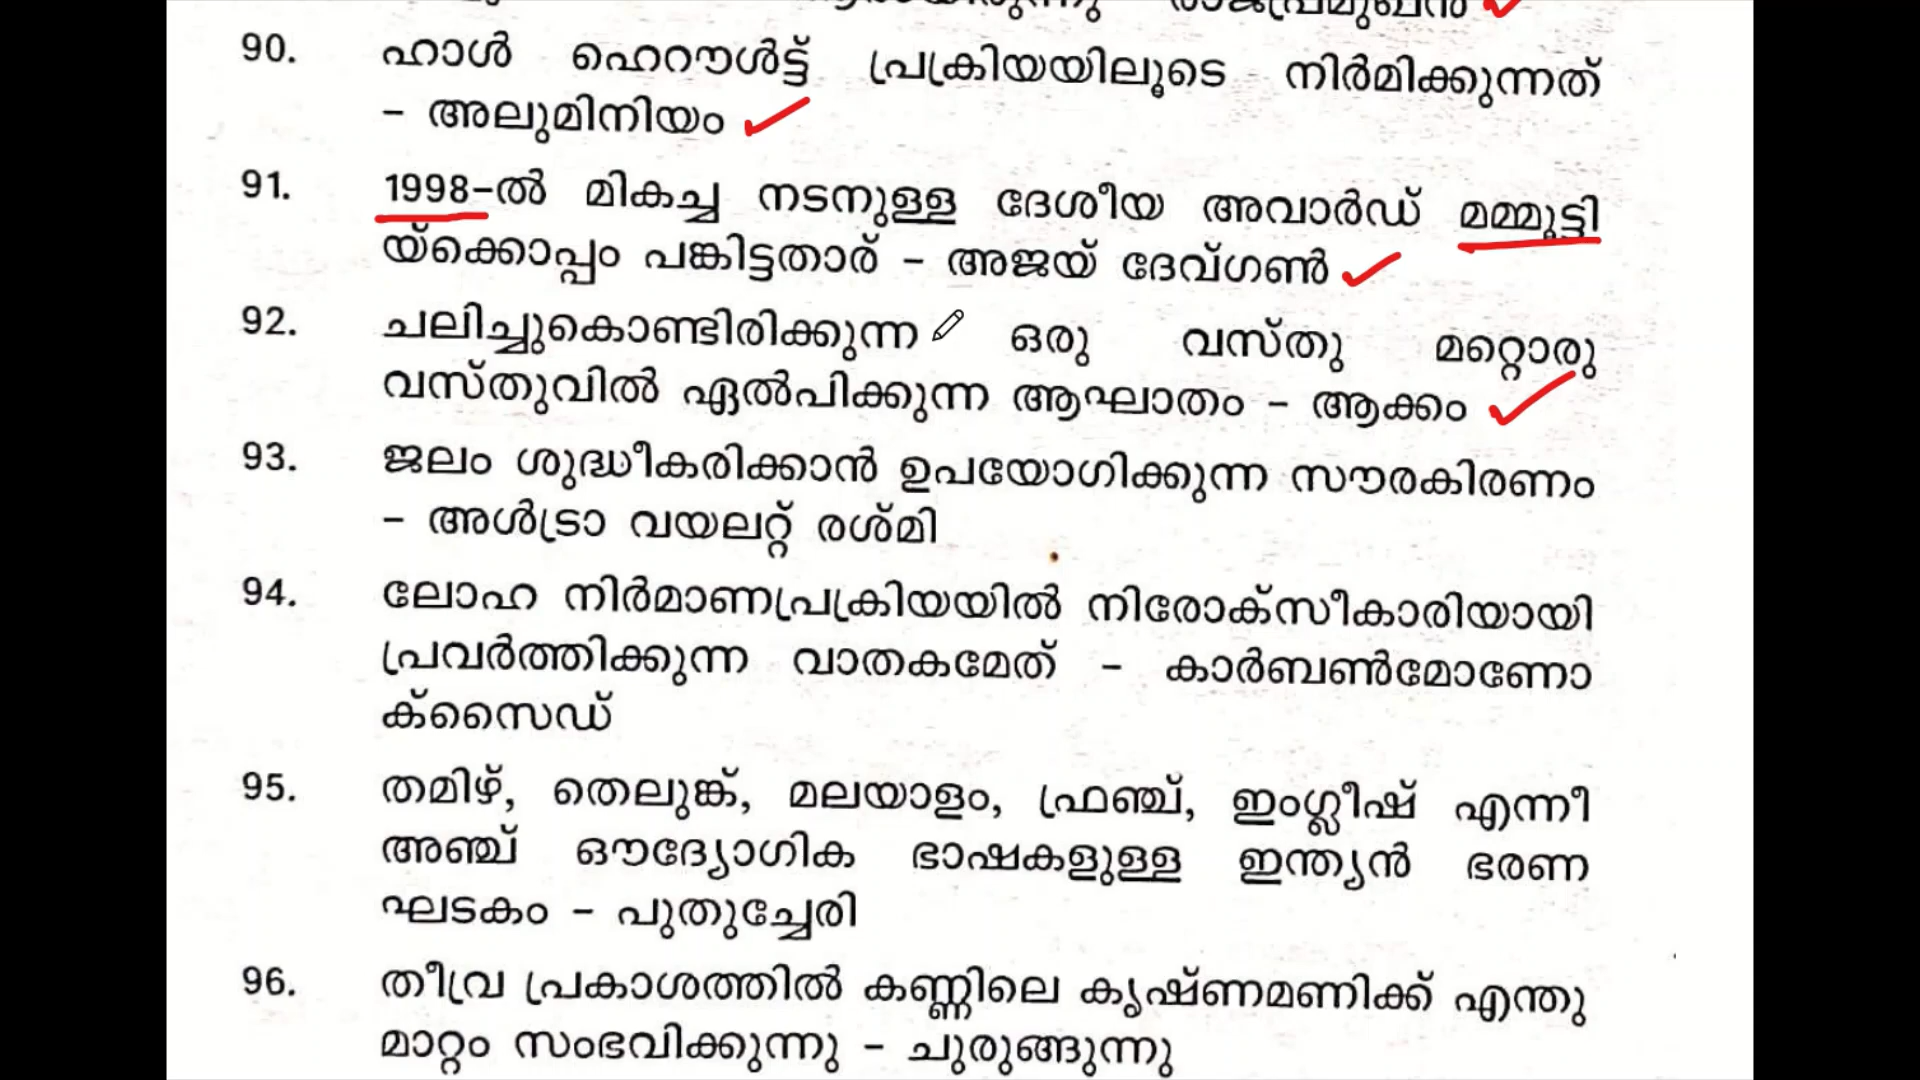 രാജപ്രമുഖൻ
90. ഹാൾ ഹെറൗൾട്ട് പ്രക്രിയയിലൂടെ നിർമിക്കുന്നത്
– അലുമിനിയം
91. 1998-ൽ മികച്ച നടനുള്ള ദേശീയ അവാർഡ് മമ്മൂട്ടി
യ്ക്കൊപ്പം പങ്കിട്ടതാര് – അജയ് ദേവ്ഗൺ
92. ചലിച്ചുകൊണ്ടിരിക്കുന്ന ഒരു വസ്തു മറ്റൊരു
വസ്തുവിൽ ഏൽപിക്കുന്ന ആഘാതം – ആക്കം
93. ജലം ശുദ്ധീകരിക്കാൻ ഉപയോഗിക്കുന്ന സൗരകിരണം
– അൾട്രാ വയലറ്റ് രശ്മി
94. ലോഹ നിർമാണപ്രക്രിയയിൽ നിരോക്സീകാരിയായി
പ്രവർത്തിക്കുന്ന വാതകമേത് – കാർബൺമോണോ
ക്സൈഡ്
95. തമിഴ്, തെലുങ്ക്, മലയാളം, ഫ്രഞ്ച്, ഇംഗ്ലീഷ് എന്നീ
അഞ്ച് ഔദ്യോഗിക ഭാഷകളുള്ള ഇന്ത്യൻ ഭരണ
ഘടകം – പുതുച്ചേരി
96. തീവ്ര പ്രകാശത്തിൽ കണ്ണിലെ കൃഷ്ണമണിക്ക് എന്തു
മാറ്റം സംഭവിക്കുന്നു – ചുരുങ്ങുന്നു